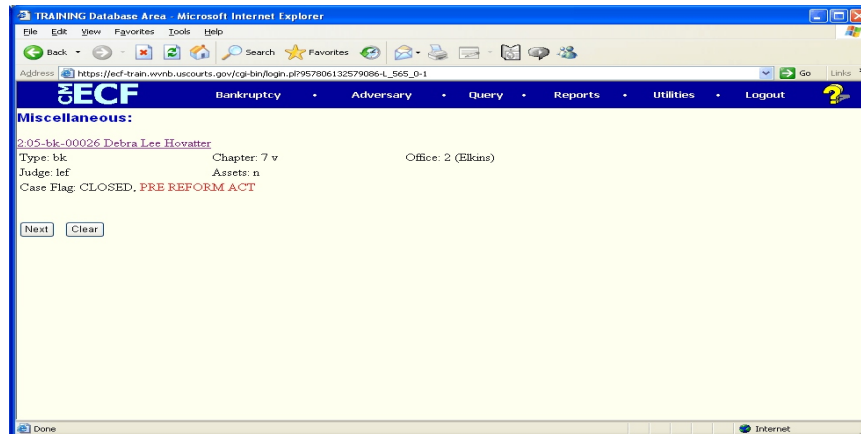 TRAINING Database Area - Microsoft Internet Explorer
File Edit View Favorites Tools Help
Back Search Favorites
Address https://ecf-train.wvnb.uscourts.gov/cgi-bin/login.pl?957806132579086-L_565_0-1 Go Links
CM ECF Bankruptcy • Adversary • Query • Reports • Utilities • Logout ?
Miscellaneous:
2:05-bk-00026 Debra Lee Hovatter
Type: bk Chapter: 7 v Office: 2 (Elkins)
Judge: lef Assets: n
Case Flag: CLOSED, PRE REFORM ACT
Next Clear
Done Internet